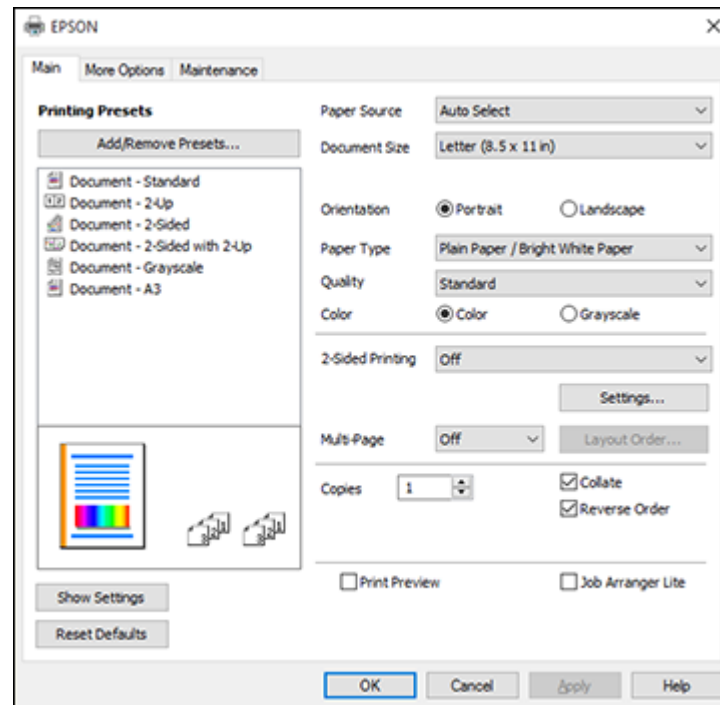 EPSON
Main More Options Maintenance
Printing Presets
Add/Remove Presets...
Document - Standard
Document - 2-Up
Document - 2-Sided
Document - 2-Sided with 2-Up
Document - Grayscale
Document - A3
Show Settings
Reset Defaults
Paper Source Auto Select
Document Size Letter (8.5 x 11 in)
Orientation Portrait Landscape
Paper Type Plain Paper / Bright White Paper
Quality Standard
Color Color Grayscale
2-Sided Printing Off
Settings...
Multi-Page Off Layout Order...
Copies 1 Collate
Reverse Order
Print Preview Job Arranger Lite
OK Cancel Apply Help